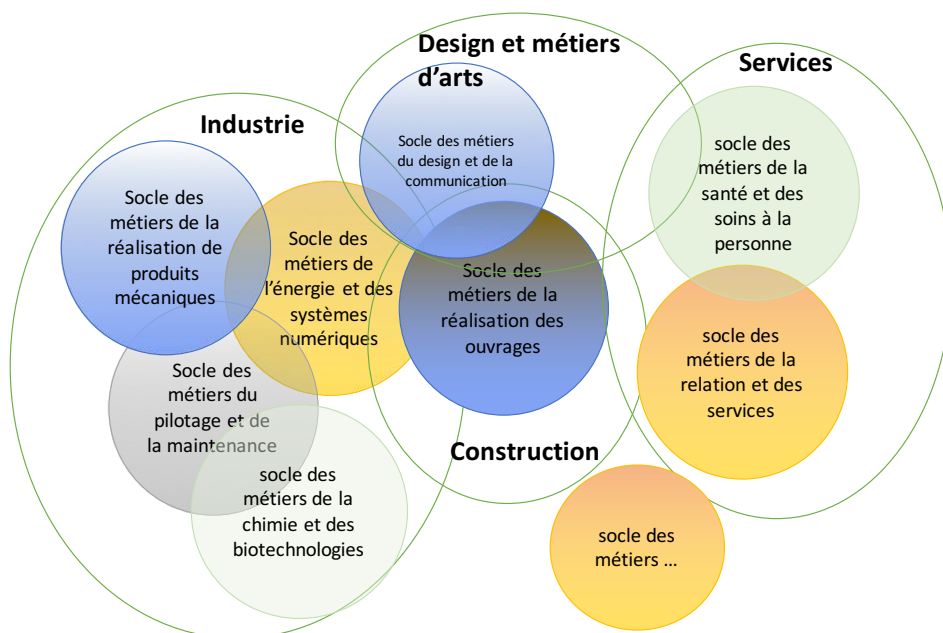 Design et métiers
d'arts
Services
Industrie
Socle des métiers
du design et de la
communication
socle des
métiers de la
santé et des
soins à la
personne
Socle des
métiers de la
réalisation de
produits
mécaniques
Socle des
métiers de
l'énergie et des
systèmes
numériques
Socle des
métiers de la
réalisation des
ouvrages
socle des
métiers de la
relation et des
services
Socle des
métiers du
pilotage et de
la maintenance
Construction
socle des
métiers de la
chimie et des
biotechnologies
socle des
métiers ...